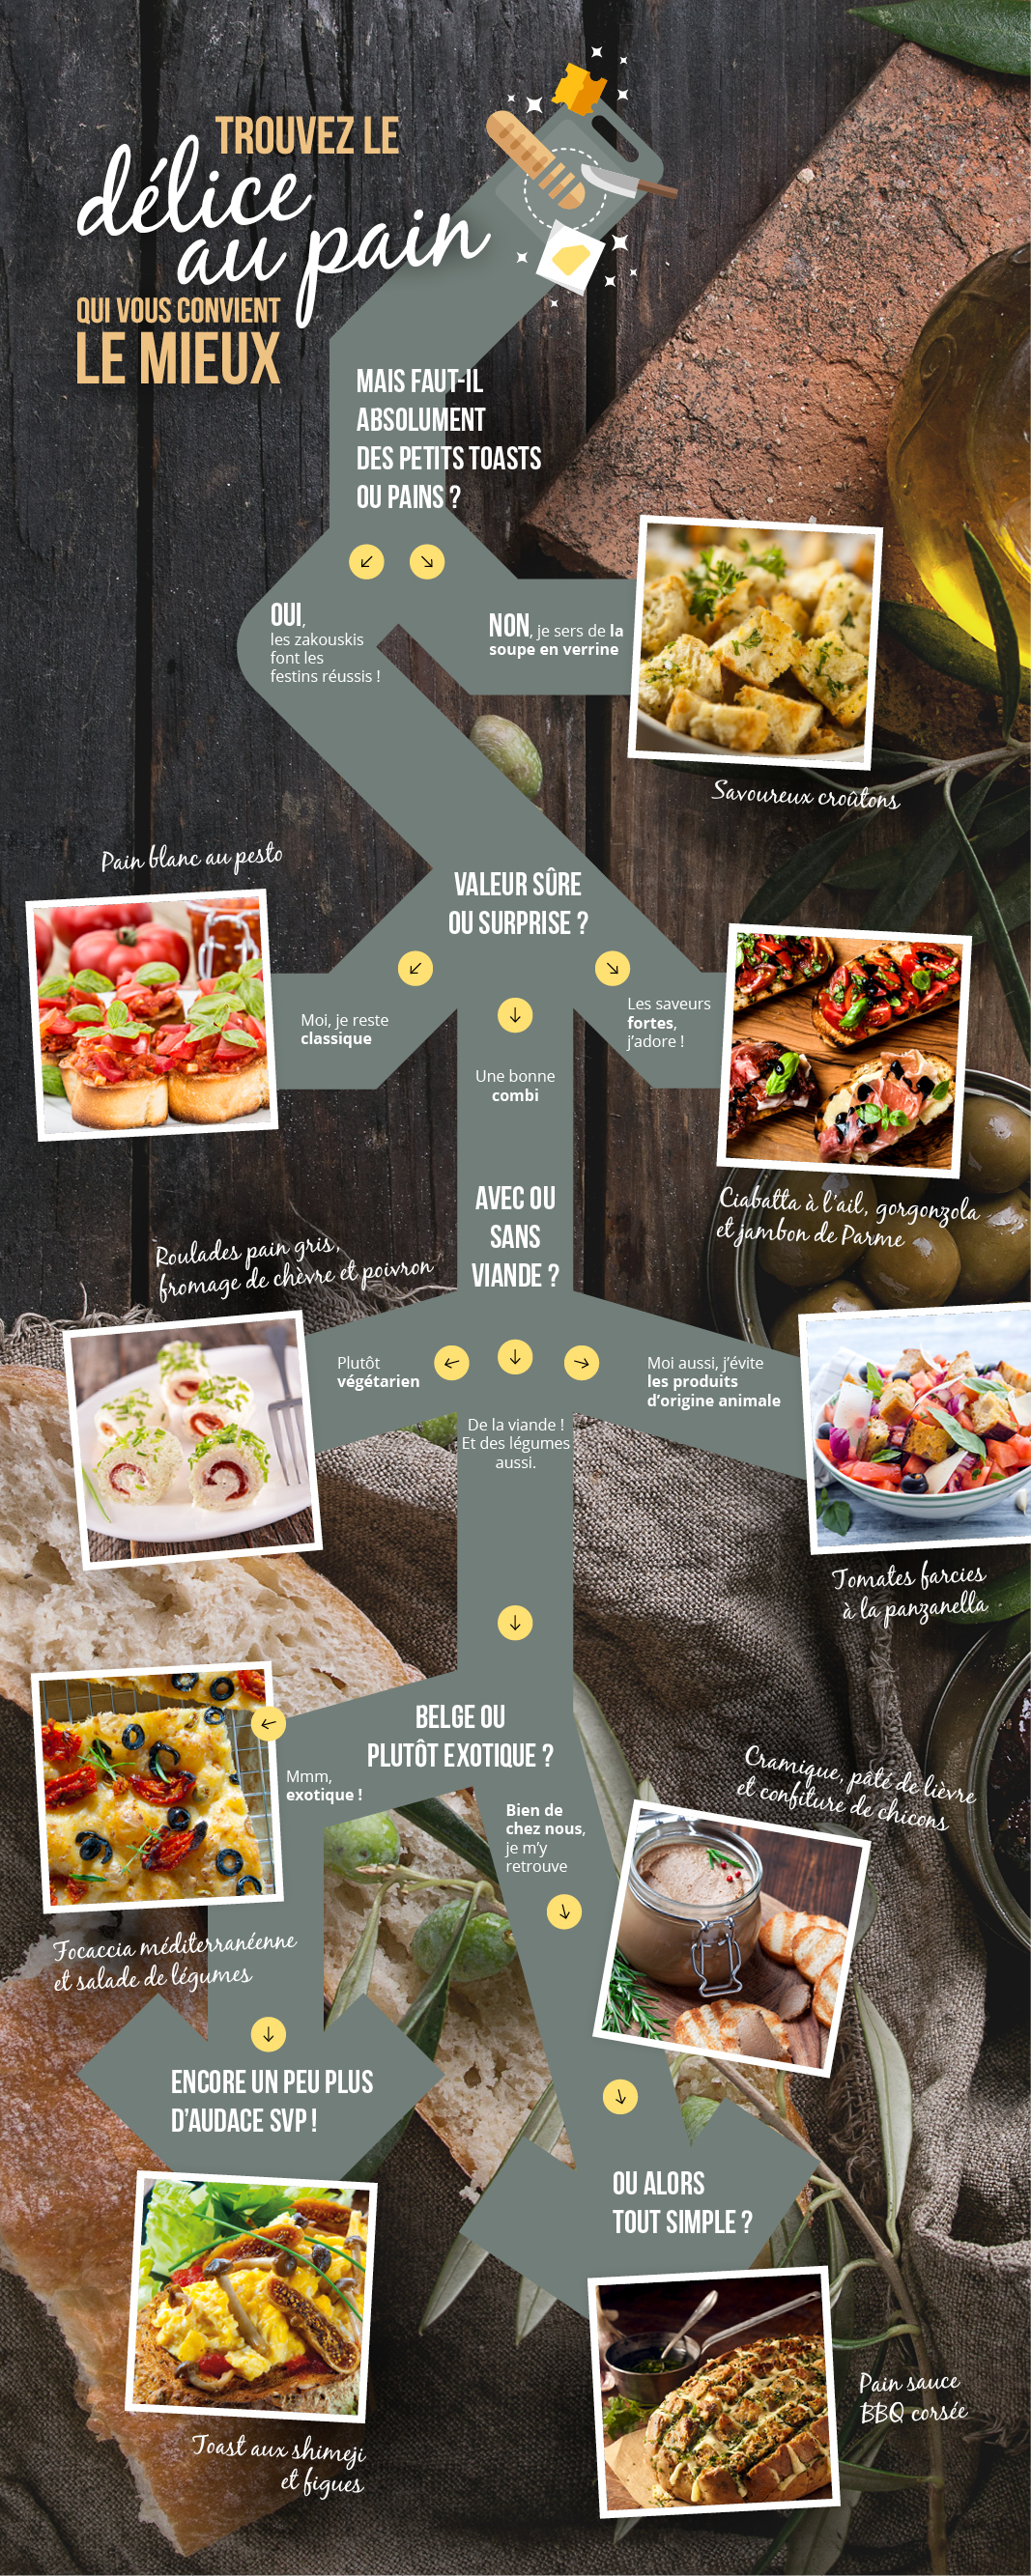 TROUVEZ LE
délice
au pain
QUI VOUS CONVIENT
LE MIEUX
MAIS FAUT-IL
ABSOLUMENT
DES PETITS TOASTS
OU PAINS ?
OUI,
les zakouskis
font les
festins réussis !
NON, je sers de la
soupe en verrine
Savoureux croûtons
VALEUR SÛRE
OU SURPRISE ?
Pain blanc au pesto
Moi, je reste
classique
Une bonne
combi
Les saveurs
fortes,
j’adore !
Ciabatta à l’ail, gorgonzola
et jambon de Parme
AVEC OU
SANS
VIANDE ?
Roulades pain gris,
fromage de chèvre et poivron
Plutôt
végétarien
De la viande !
Et des légumes
aussi.
Moi aussi, j’évite
les produits
d’origine animale
Tomates farcies
à la panzanella
BELGE OU
PLUTÔT EXOTIQUE ?
Mmm,
exotique !
Bien de
chez nous,
je m’y
retrouve
Cramique, pâté de lièvre
et confiture de chicons
Focaccia méditerranéenne
et salade de légumes
ENCORE UN PEU PLUS
D’AUDACE SVP !
OU ALORS
TOUT SIMPLE ?
Toast aux shimeji
et figues
Pain sauce
BBQ corsée